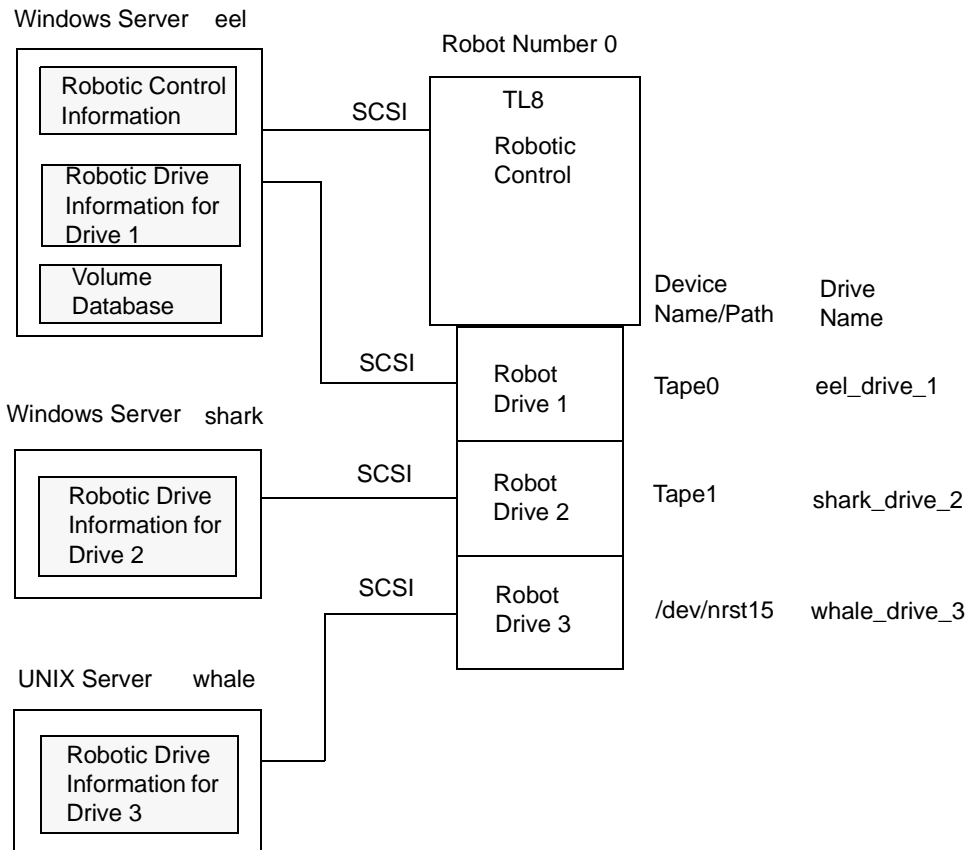 Windows Server eel
Robot Number 0
Robotic Control
Information
SCSI
TL8
Robotic
Control
Robotic Drive
Information for
Drive 1
Volume
Database
Device
Name/Path
Drive
Name
SCSI
Robot
Drive 1
Tape0
eel_drive_1
Windows Server shark
Robotic Drive
Information for
Drive 2
SCSI
Robot
Drive 2
Tape1
shark_drive_2
SCSI
Robot
Drive 3
/dev/nrst15
whale_drive_3
UNIX Server whale
Robotic Drive
Information for
Drive 3